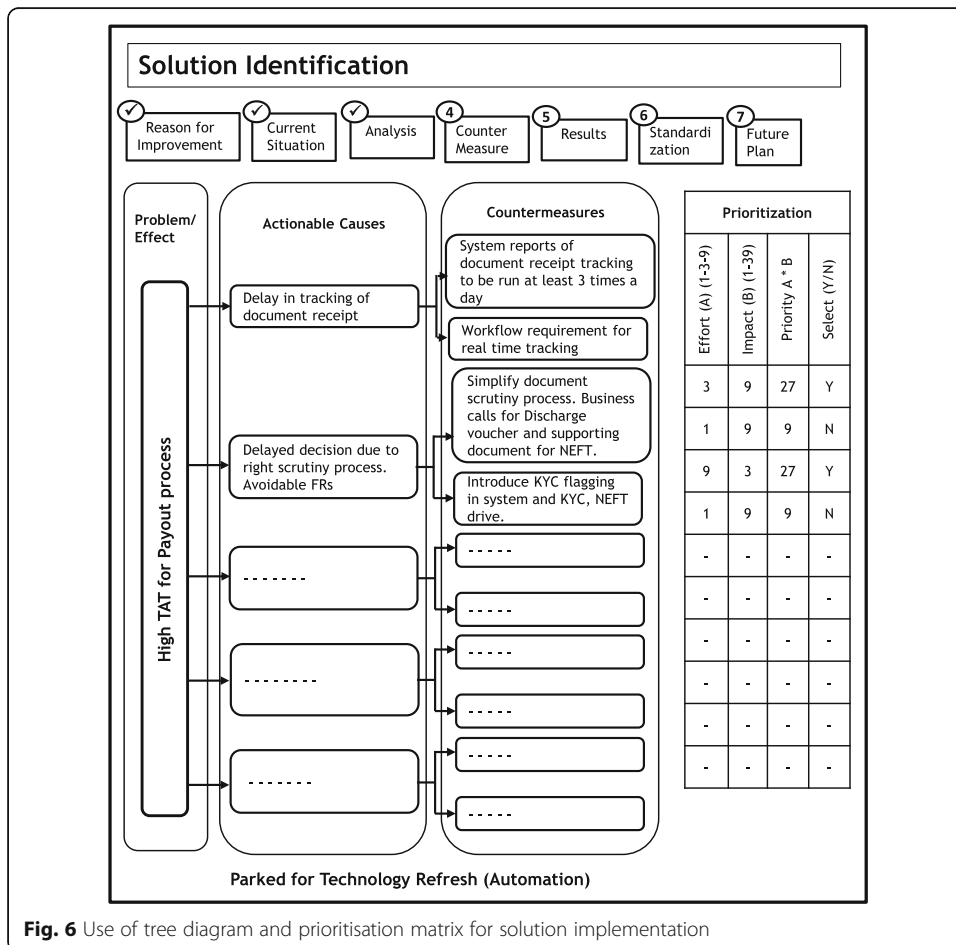 Solution Identification
✓ ✓ ✓ 4 5 6 7
Reason for
Improvement
Current
Situation
Analysis
Counter
Measure
Results
Standardi
zation
Future
Plan
Problem/
Effect
High TAT for Payout process
Actionable Causes
Delay in tracking of
document receipt
Delayed decision due to
right scrutiny process.
Avoidable FRs
- - - - - - -
- - - - - - - -
- - - - - - -
Countermeasures
System reports of
document receipt tracking
to be run at least 3 times a
day
Workflow requirement for
real time tracking
Simplify document
scrutiny process. Business
calls for Discharge
voucher and supporting
document for NEFT.
Introduce KYC flagging
in system and KYC, NEFT
drive.
- - - - -
- - - - -
- - - - -
- - - - -
- - - - -
- - - - -
Prioritization
Effort (A) (1-3-9)
Impact (B) (1-39)
Priority A * B
Select (Y/N)
3 9 27 Y
1 9 9 N
9 3 27 Y
1 9 9 N
- - - -
- - - -
- - - -
- - - -
- - - -
- - - -
Parked for Technology Refresh (Automation)
Fig. 6 Use of tree diagram and prioritisation matrix for solution implementation